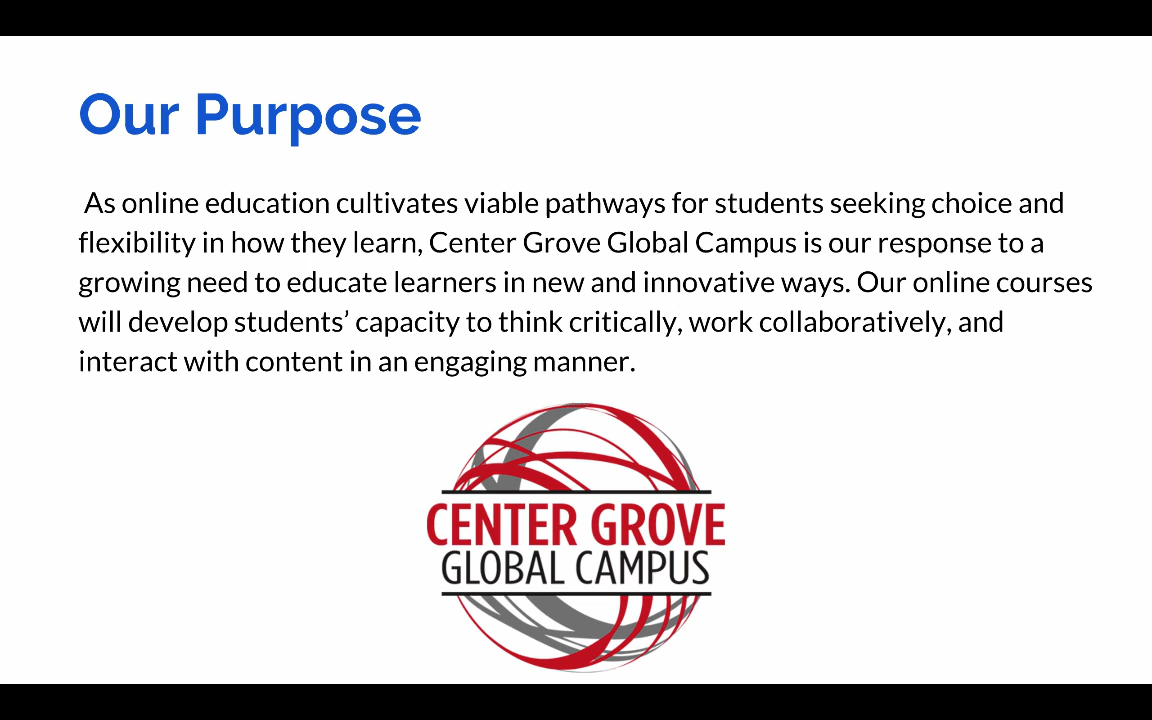 Our Purpose
As online education cultivates viable pathways for students seeking choice and
flexibility in how they learn, Center Grove Global Campus is our response to a
growing need to educate learners in new and innovative ways. Our online courses
will develop students’ capacity to think critically, work collaboratively, and
interact with content in an engaging manner.
CENTER GROVE
GLOBAL CAMPUS